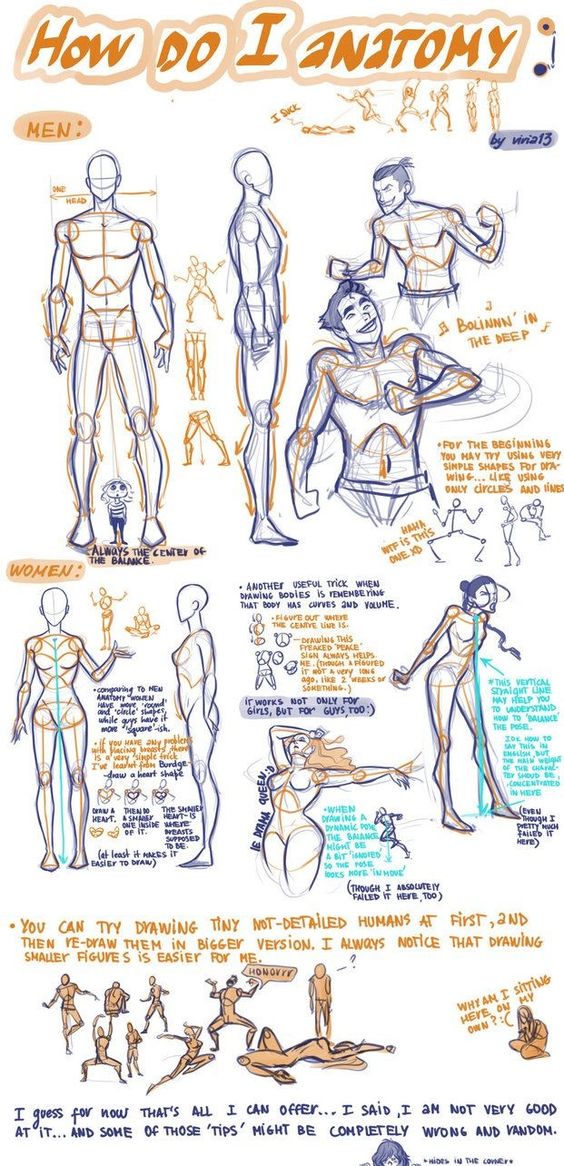 HOW DO I ANATOMY :
I SUCK
by viria13
MEN:
ONE
HEAD
♫ BOLINNN' IN
THE DEEP ♪
• FOR THE BEGINNING
YOU MAY TRY USING VERY
SIMPLE SHAPES FOR DRA-
WING... LIKE USING
ONLY CIRCLES AND LINES
HAHA
WTF IS THIS
ONE XD
ALWAYS THE CENTER OF
THE BALANCE.
WOMEN:
• comparing to MEN
ANATOMY WOMEN
HAVE MORE 'ROUND'
AND 'CIRCLE' SHAPES,
WHILE GUYS HAVE IT
MORE 'SQUARE'-ISH.
• if you HAVE ANY PROBLEMS
WITH PLACING BREASTS THERE
IS A VERY SIMPLE TRICK
I'VE LEARNT FROM Burdge-
-DRAW A HEART SHAPE
DRAW A
HEART.
THEN DO
A SMALLER
ONE INSIDE
OF IT.
THE SMALLER
HEART- IS
WHERE
BREASTS
SUPPOSED
TO BE.
(at least it makes it
EASIER TO DRAW)
• ANOTHER USEFUL TRICK WHEN
DRAWING BODIES IS REMEMBERING
THAT BODY HAS CURVES AND VOLUME.
• FIGURE OUT WHERE
THE CENTRE LINE IS.
— DRAWING THIS
FREAKED 'PEACE'
SIGN ALWAYS HELPS
ME. (THOUGH I FIGURED
IT NOT A VERY LONG
AGO. LIKE 2 WEEKS OR
SOMETHING.)
IT WORKS NOT ONLY FOR
GIRLS, BUT FOR GUYS TOO:)
LE DRAMA QUEEN:D
• WHEN
DRAWING A
DYNAMIC POSE
THE BALANCE
MIGHT BE
A BIT 'IGNORED'
SO THE POSE
LOOKS MORE 'IN MOVE'
(THOUGH I ABSOLUTELY
FAILED IT HERE, TOO)
• THIS VERTICAL
STRAIGHT LINE
MAY HELP YOU
TO UNDERSTAND
HOW TO 'BALANCE'
THE POSE.
IDK HOW TO
SAY THIS IN
ENGLISH, BUT
THE MAIN WEIGHT
OF THE CHARAC-
TER SHOULD BE
CONCENTRATED
IN HERE
(EVEN
THOUGH I
PRETTY MUCH
FAILED IT
HERE)
• YOU CAN TRY DRAWING TINY NOT-DETAILED HUMANS AT FIRST, AND
THEN RE-DRAW THEM IN BIGGER VERSION. I ALWAYS NOTICE THAT DRAWING
SMALLER FIGURES IS EASIER FOR ME.
HONORRR
-?
WHY AM I SITTING
HERE ON MY
OWN?:(
I guess for now THAT'S ALL I CAN OFFER... I SAID, I AM NOT VERY GOOD
AT IT... AND SOME OF THOSE 'TIPS' MIGHT BE COMPLETELY WRONG AND RANDOM.
*HIDES IN THE CORNER*